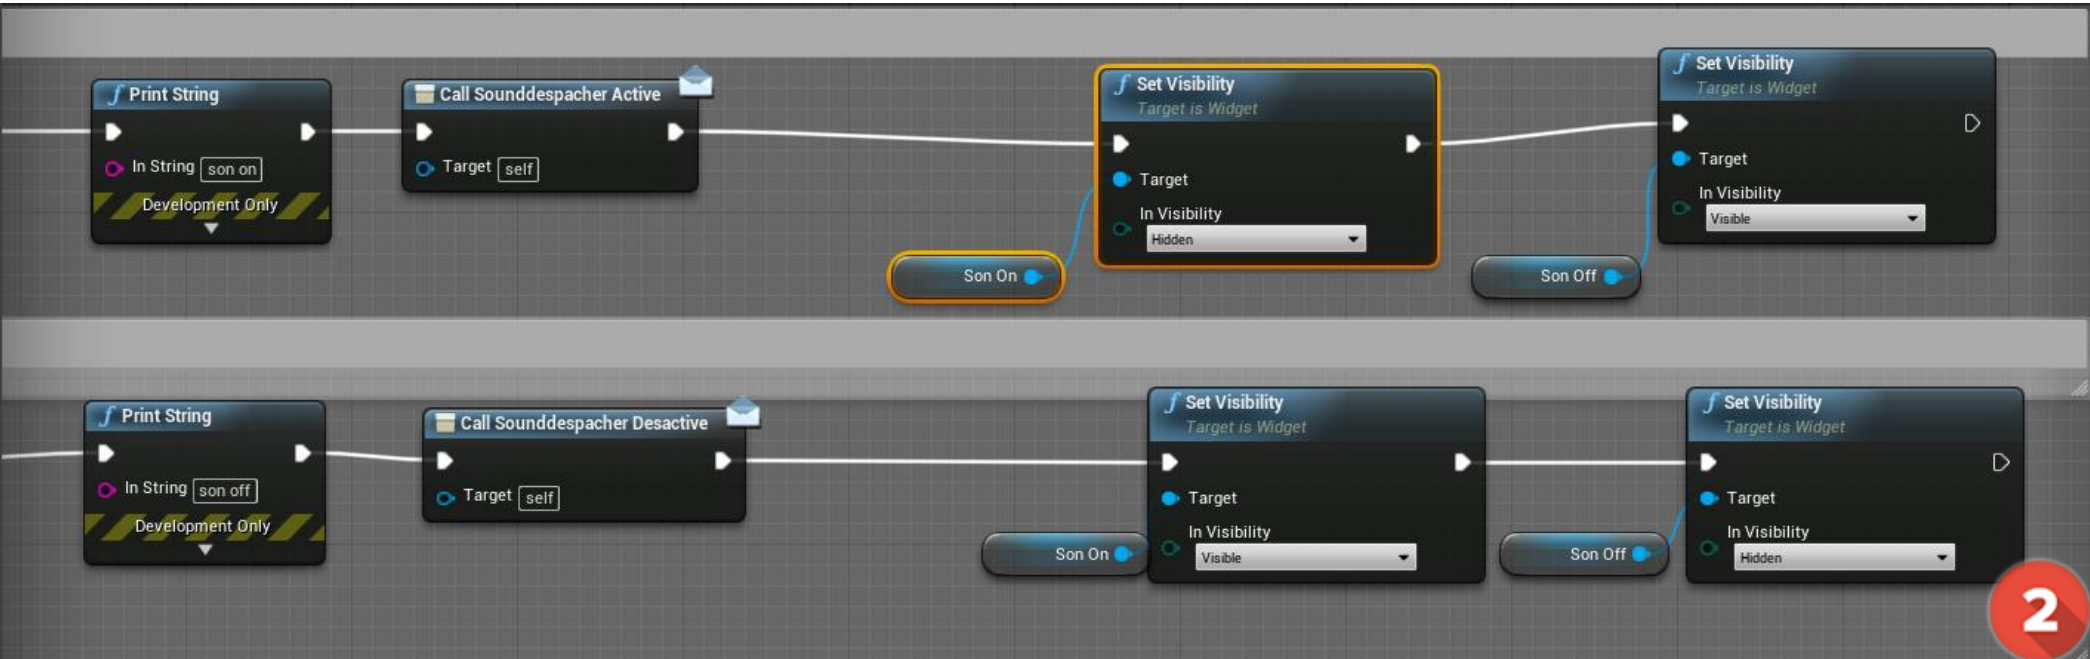 Print String
In String son on
Development Only
Call Sounddespacher Active
Target self
Set Visibility
Target is Widget
Target
In Visibility
Hidden
Son On
Set Visibility
Target is Widget
Target
In Visibility
Visible
Son Off
Print String
In String son off
Development Only
Call Sounddespacher Desactive
Target self
Set Visibility
Target is Widget
Target
In Visibility
Visible
Son On
Set Visibility
Target is Widget
Target
In Visibility
Hidden
Son Off
2